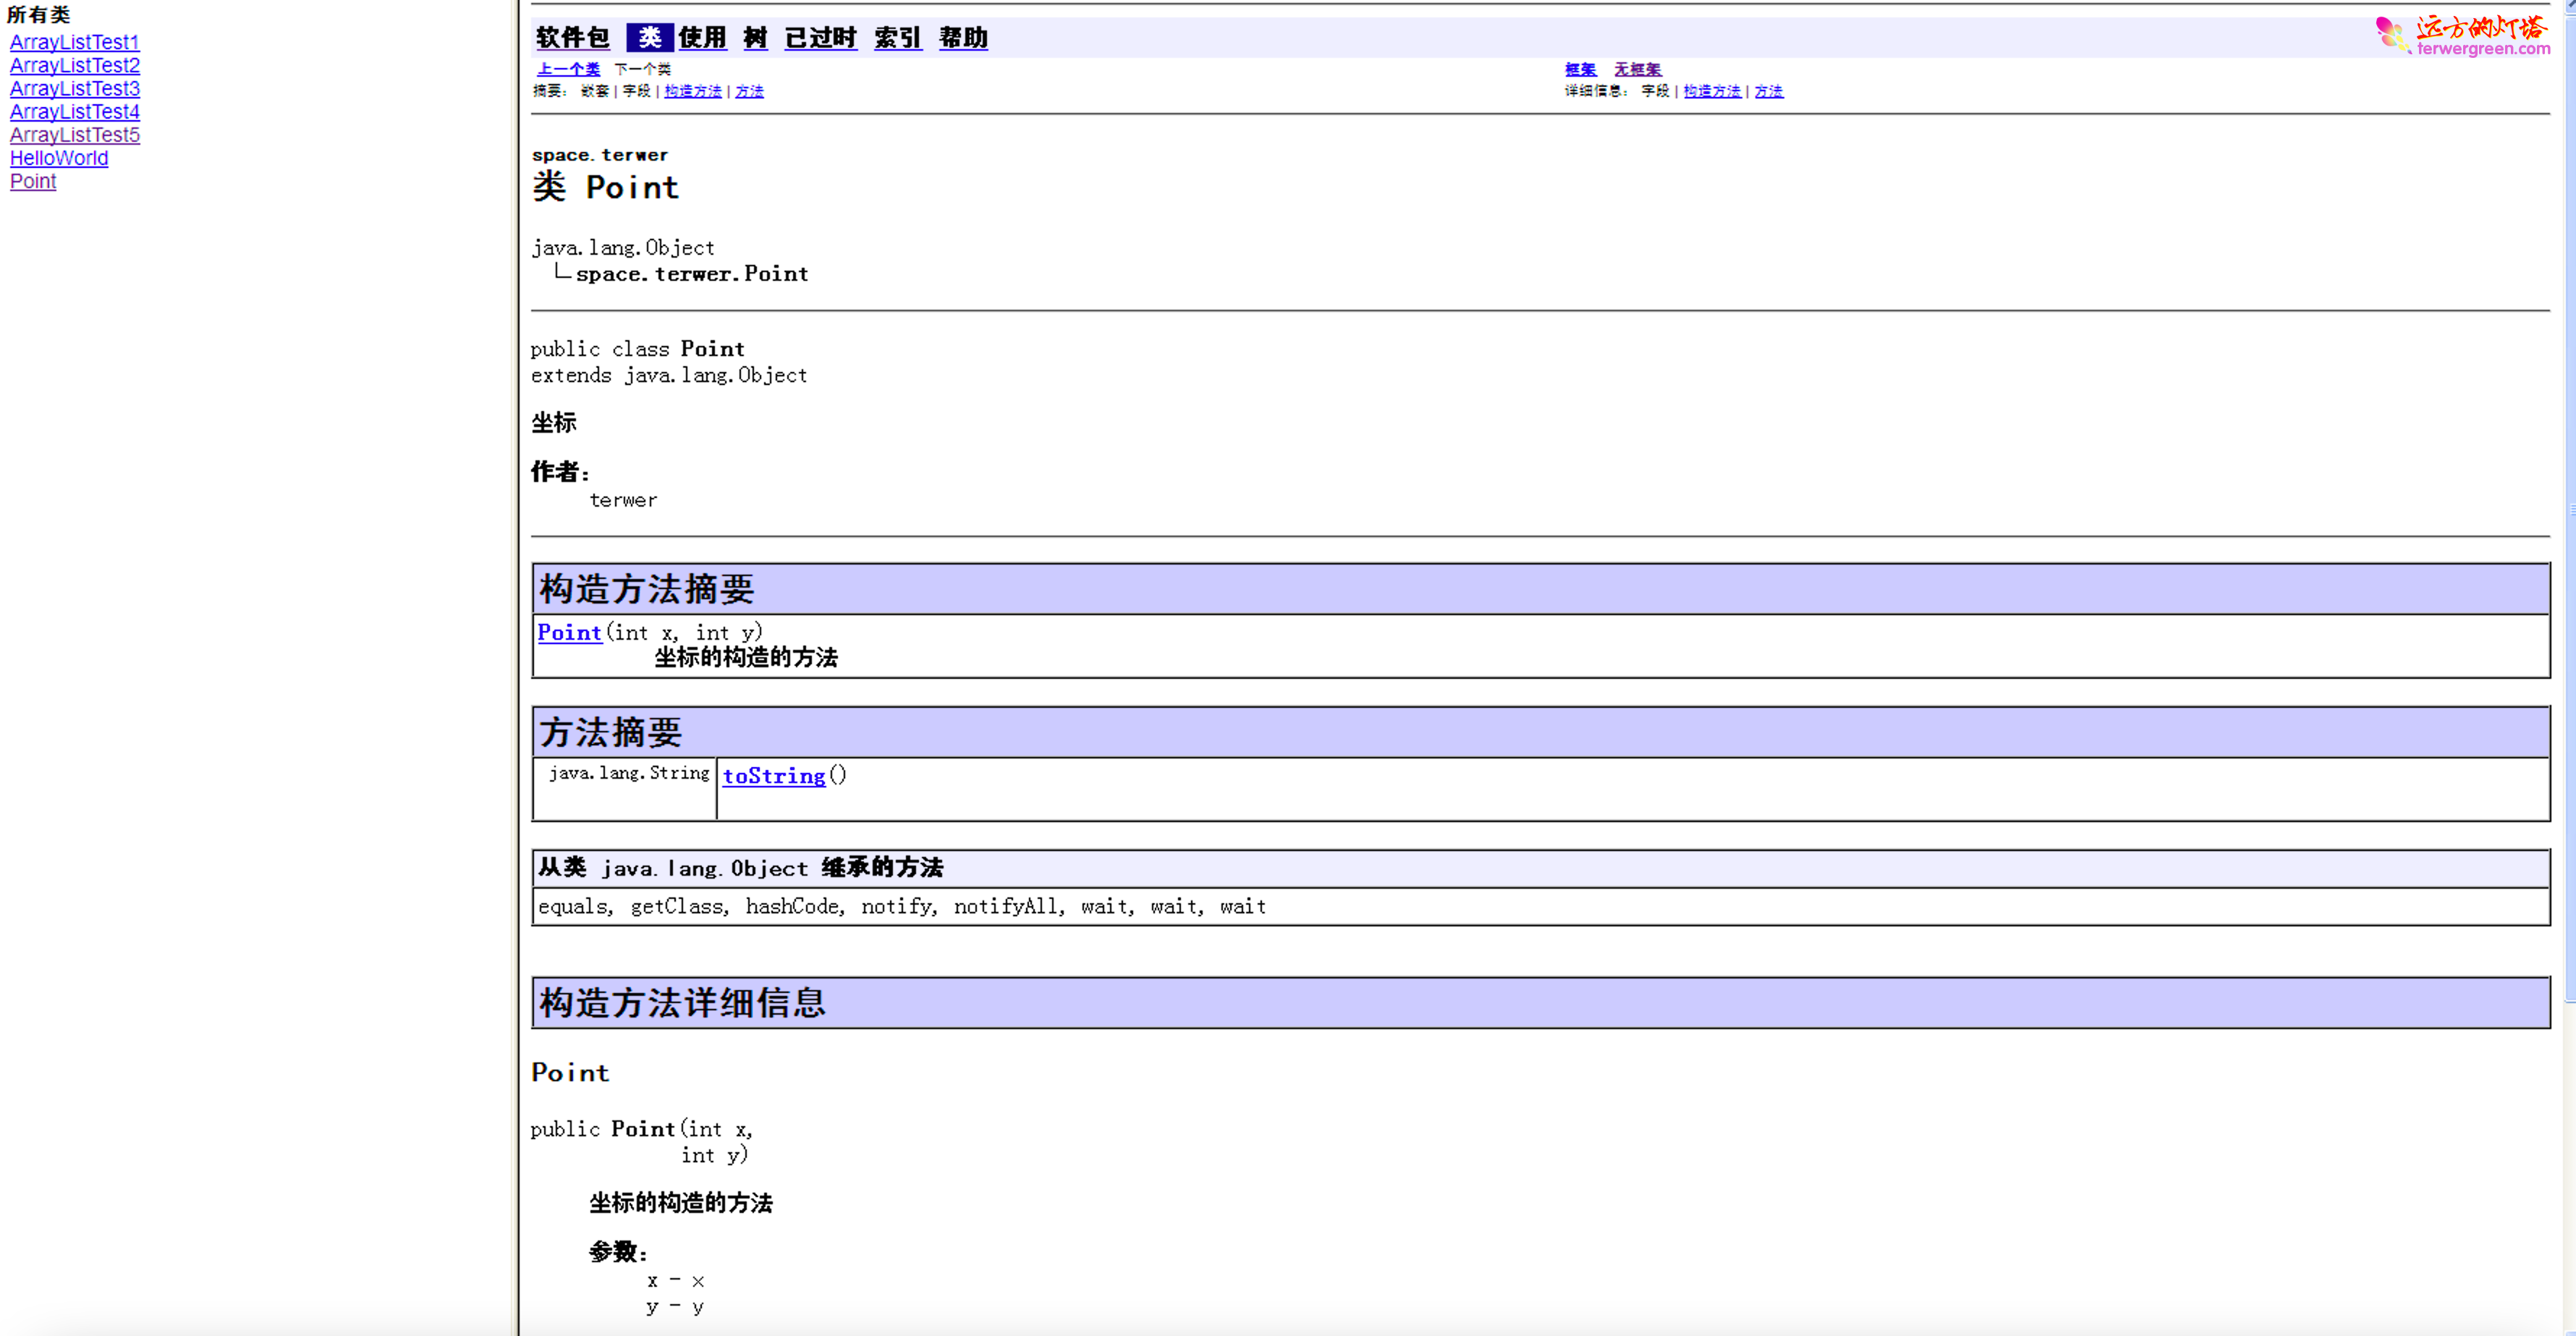 所有类
ArrayListTest1
ArrayListTest2
ArrayListTest3
ArrayListTest4
ArrayListTest5
HelloWorld
Point
软件包 类 使用 树 已过时 索引 帮助
远方的灯塔
terwergreen.com
上一个类 下一个类
框架 无框架
摘要: 嵌套 | 字段 | 构造方法 | 方法
详细信息: 字段 | 构造方法 | 方法
space.terwer
类 Point
java.lang.Object
space.terwer.Point
public class Point
extends java.lang.Object
坐标
作者:
terwer
构造方法摘要
Point(int x, int y)
坐标的构造的方法
方法摘要
java.lang.String toString()
从类 java.lang.Object 继承的方法
equals, getClass, hashCode, notify, notifyAll, wait, wait, wait
构造方法详细信息
Point
public Point(int x,
int y)
坐标的构造的方法
参数:
x - x
y - y